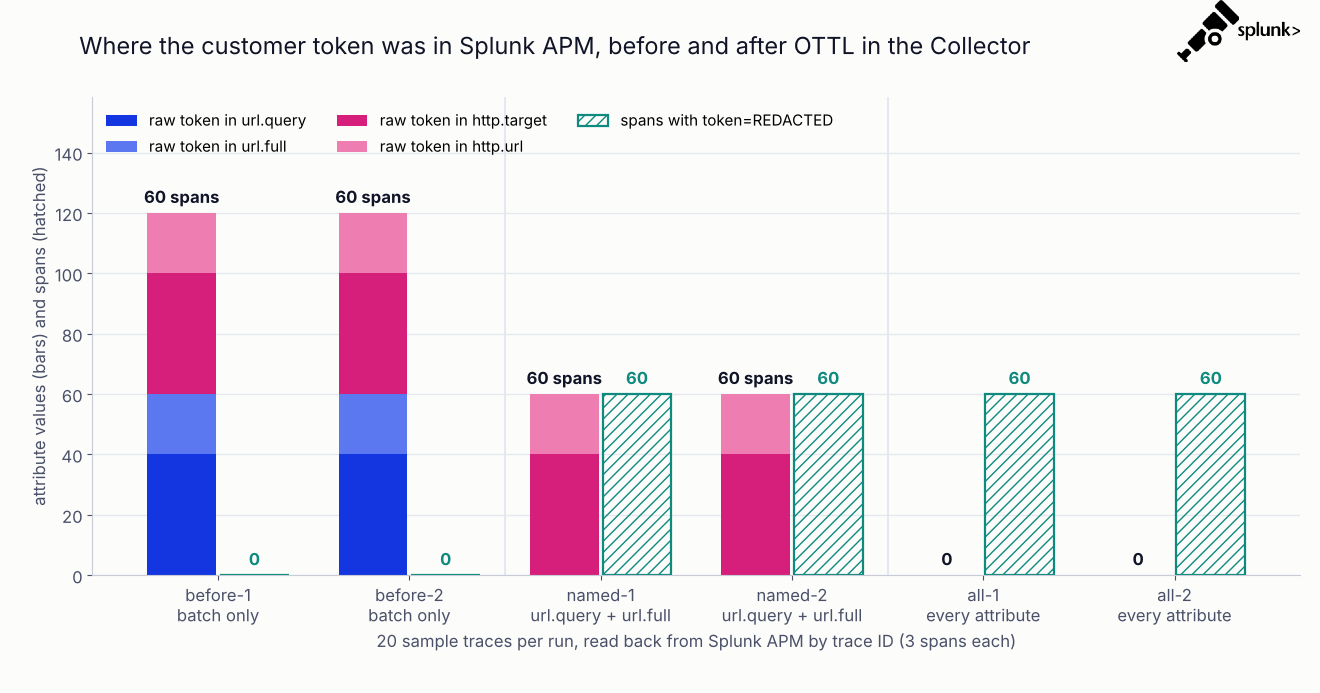 Where the customer token was in Splunk APM, before and after OTTL in the Collector
splunk>
raw token in url.query
raw token in url.full
raw token in http.target
raw token in http.url
spans with token=REDACTED
attribute values (bars) and spans (hatched)
140
120
100
80
60
40
20
0
60 spans
0
60 spans
0
60 spans
60
60 spans
60
0
60
0
60
before-1
batch only
before-2
batch only
named-1
url.query + url.full
named-2
url.query + url.full
all-1
every attribute
all-2
every attribute
20 sample traces per run, read back from Splunk APM by trace ID (3 spans each)